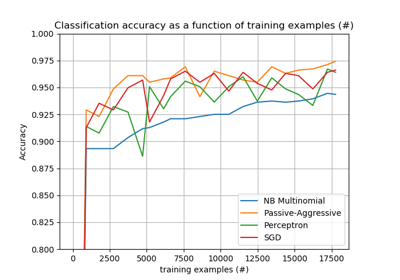 Classification accuracy as a function of training examples (#)
1.000
0.975
0.950
0.925
0.900
0.875
0.850
0.825
0.800
Accuracy
NB Multinomial
Passive-Aggressive
Perceptron
SGD
0 2500 5000 7500 10000 12500 15000 17500
training examples (#)